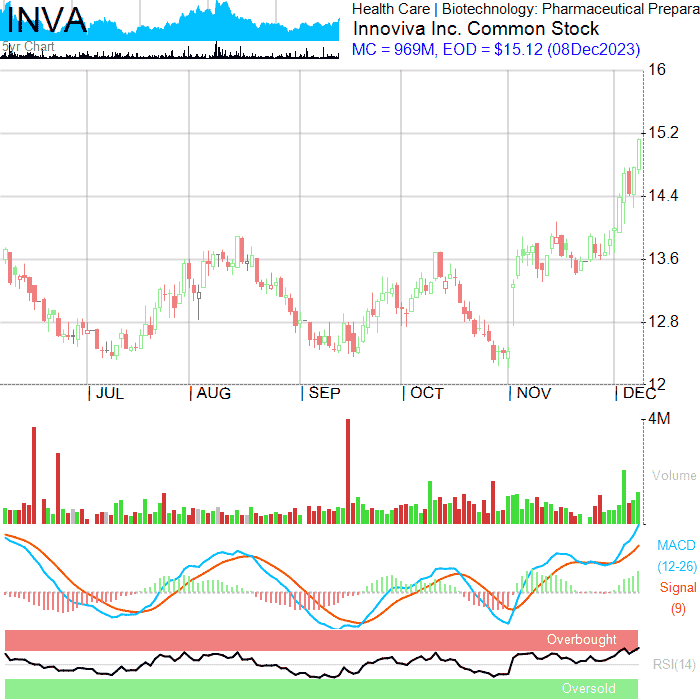 INVA
5yr Chart
Health Care | Biotechnology: Pharmaceutical Prepara
Innoviva Inc. Common Stock
MC = 969M, EOD = $15.12 (08Dec2023)
16
15.2
14.4
13.6
12.8
12
JUL AUG SEP OCT NOV DEC
4M
Volume
MACD
(12-26)
Signal
(9)
Overbought
RSI(14)
Oversold